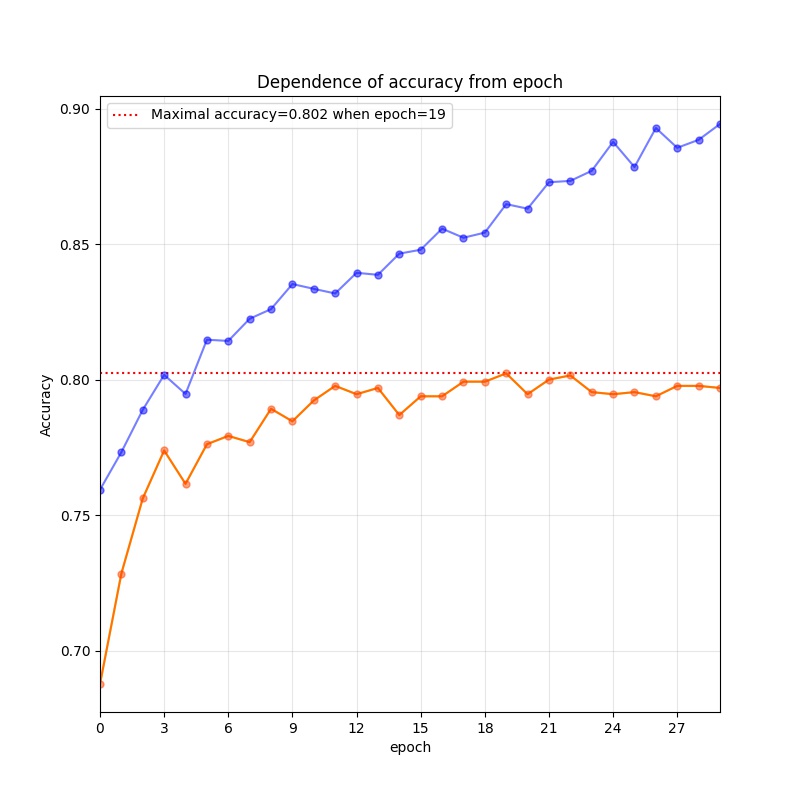 Dependence of accuracy from epoch
Maximal accuracy=0.802 when epoch=19
0.90
0.85
0.80
0.75
0.70
Accuracy
0 3 6 9 12 15 18 21 24 27
epoch